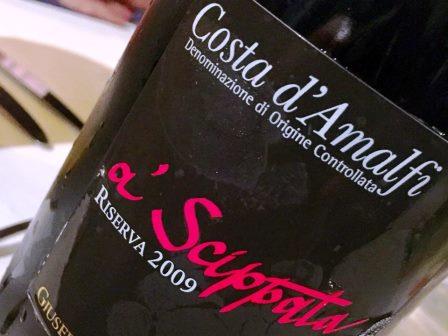 Costa d'Amalfi
Denominazione di Origine Controllata
a' Scippata
RISERVA 2009